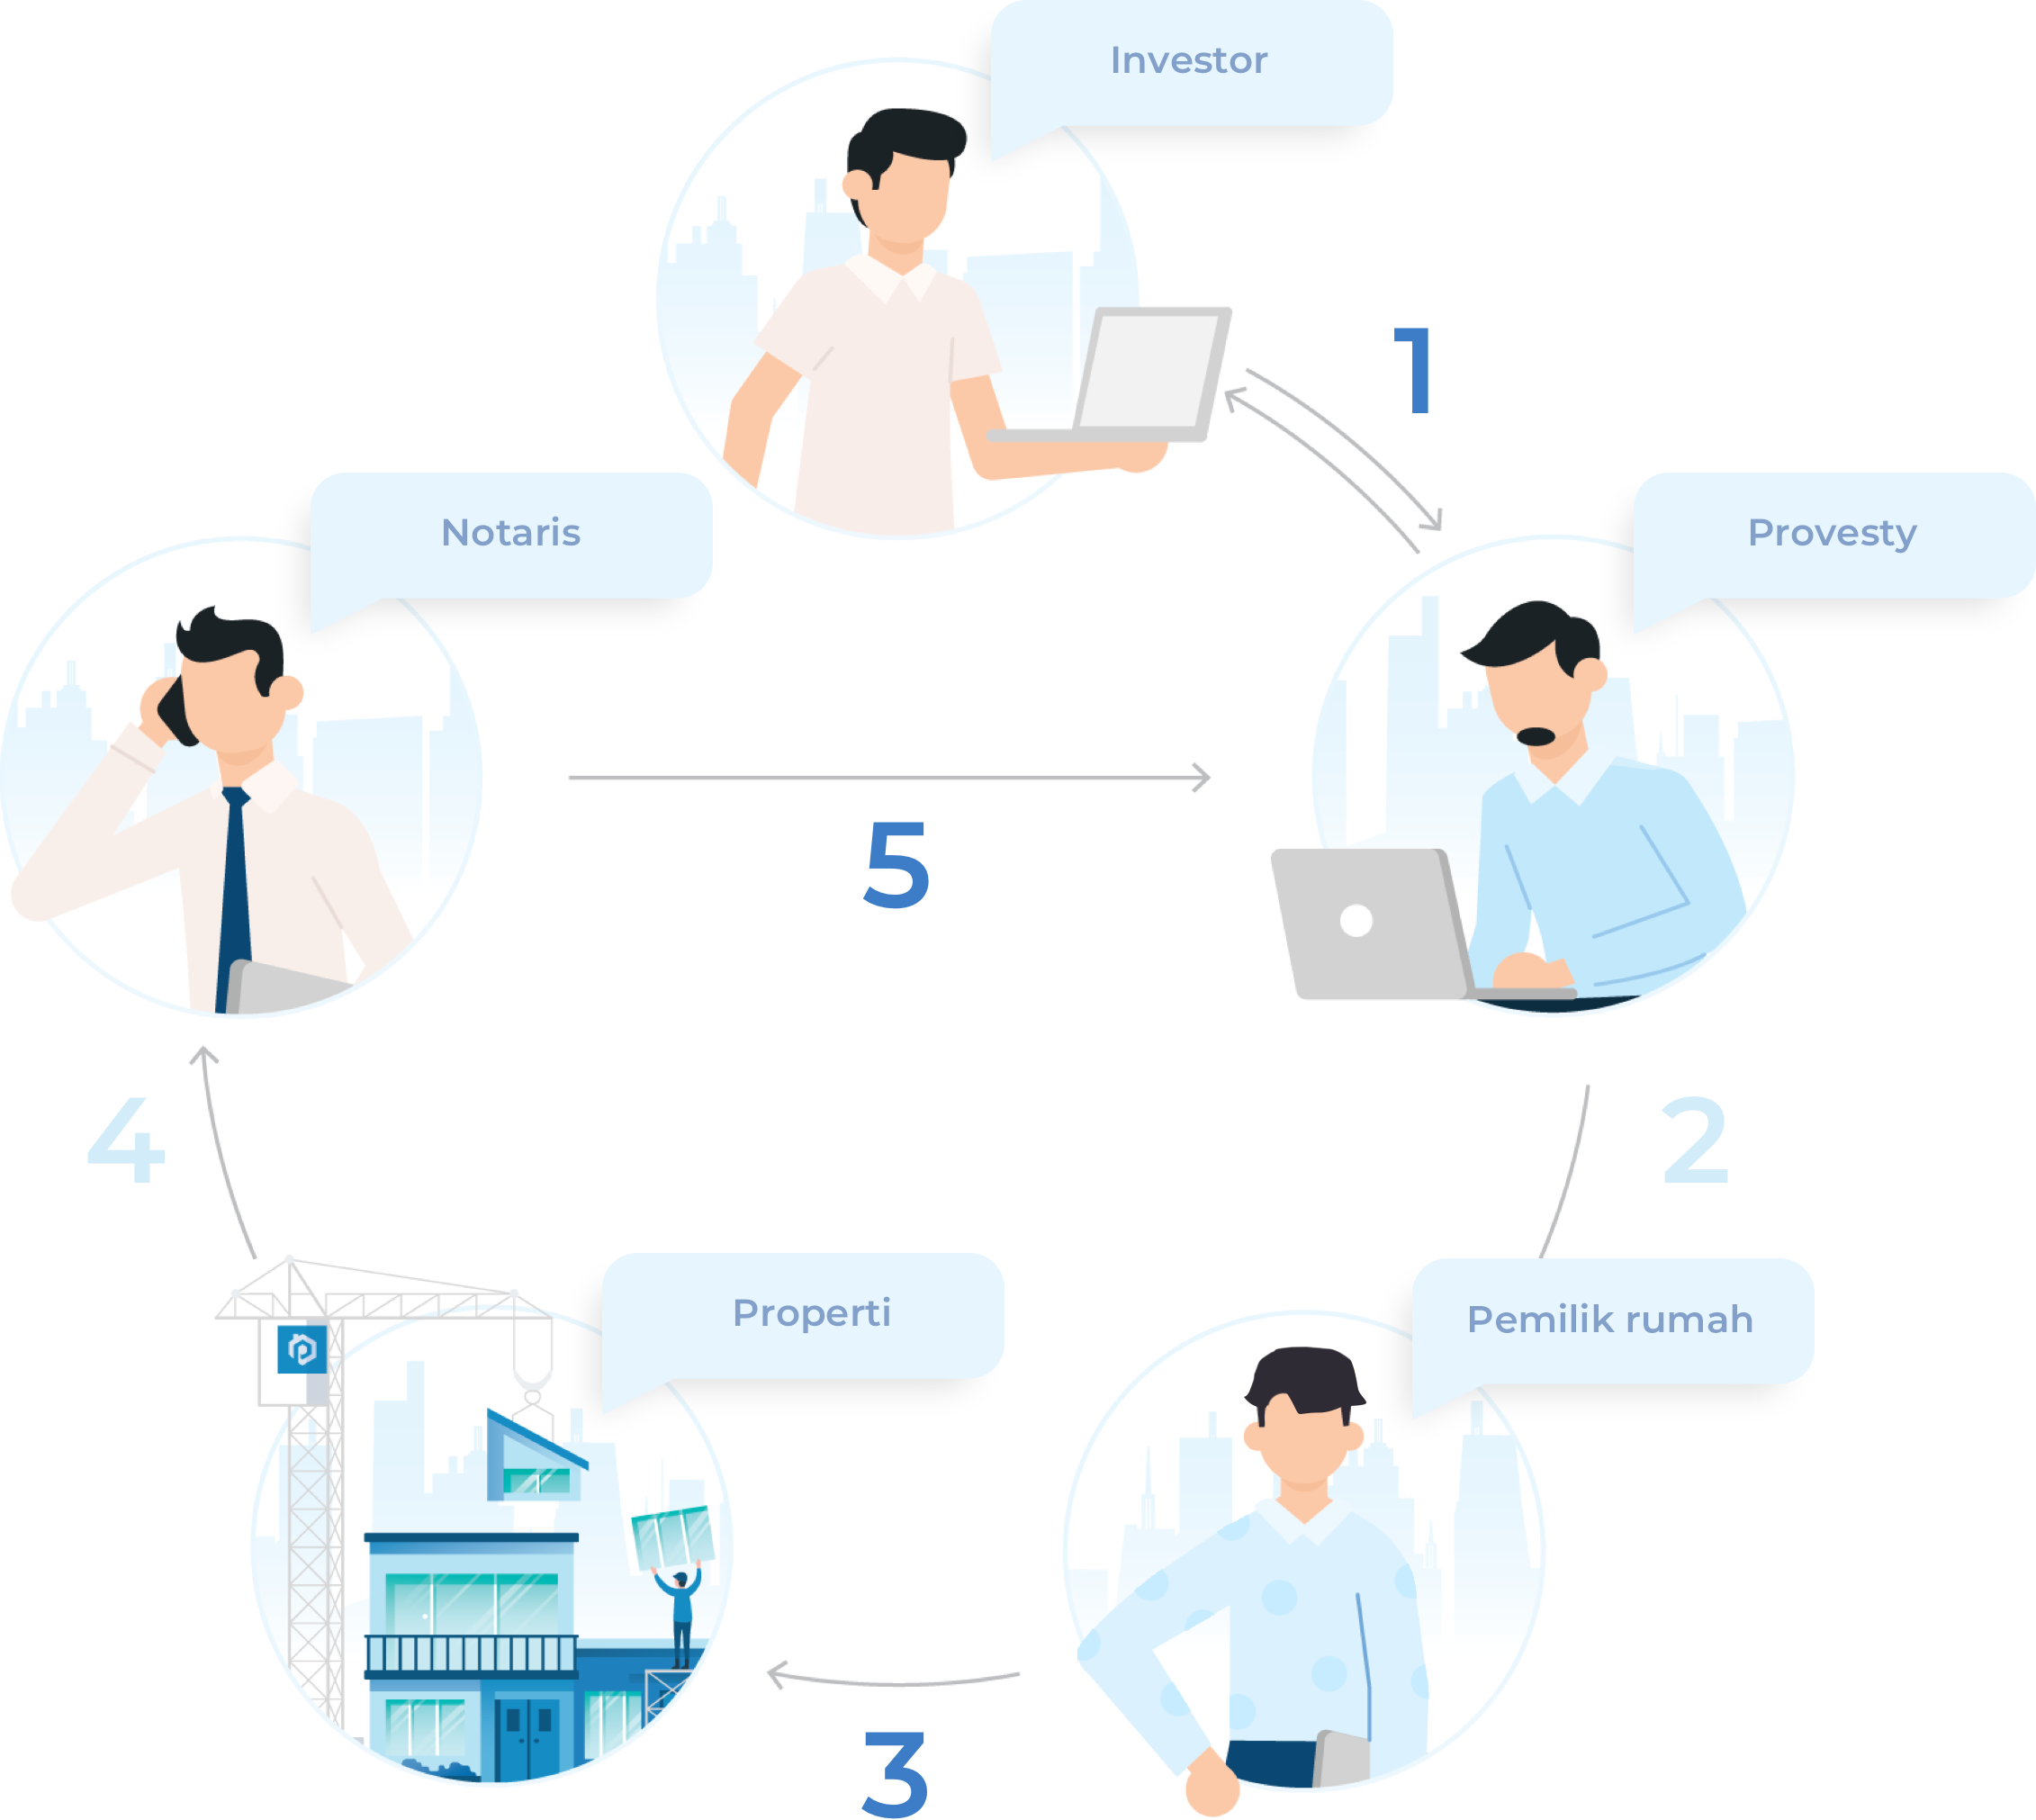 Investor
1
Notaris
Provesty
5
4
2
Properti
Pemilik rumah
3